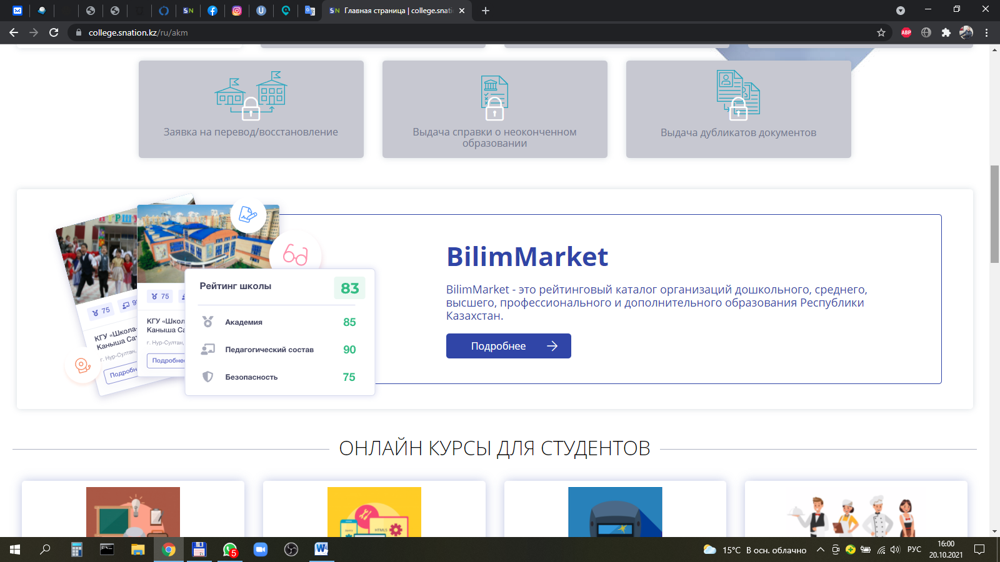 Главная страница | college.snati
college.snation.kz/ru/akm
ABP
Заявка на перевод/восстановление
Выдача справки о неоконченном
образовании
Выдача дубликатов документов
75
75
КГУ «Школа-
Каныша Сат
г. Нур-Султан,
КГУ «Школ
Каныша Са
г. Нур-Султан,
Подробне
Рейтинг школы 83
Академия 85
Педагогический состав 90
Безопасность 75
BilimMarket
BilimMarket - это рейтинговый каталог организаций дошкольного, среднего,
высшего, профессионального и дополнительного образования Республики
Казахстан.
Подробнее
ОНЛАЙН КУРСЫ ДЛЯ СТУДЕНТОВ
HTML5
5
15°C В осн. облачно
РУС
16:00
20.10.2021